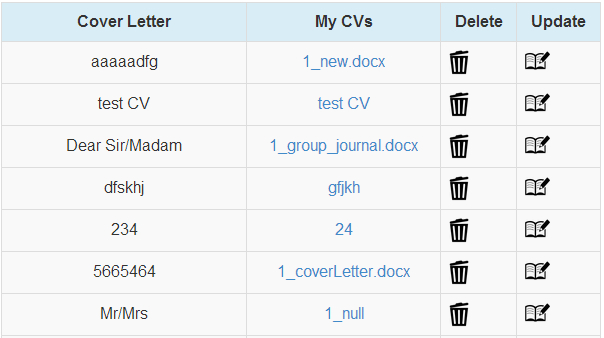 Cover Letter My CVs Delete Update
aaaaadfg 1_new.docx
test CV test CV
Dear Sir/Madam 1_group_journal.docx
dfskhj gfjkh
234 24
5665464 1_coverLetter.docx
Mr/Mrs 1_null